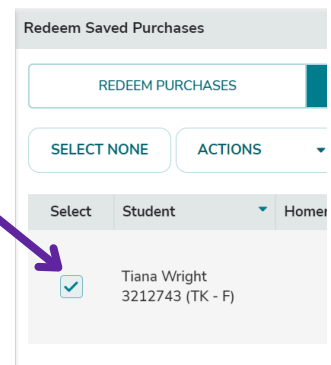 Redeem Saved Purchases
REDEEM PURCHASES
SELECT NONE ACTIONS
Select Student
Tiana Wright
3212743 (TK - F)